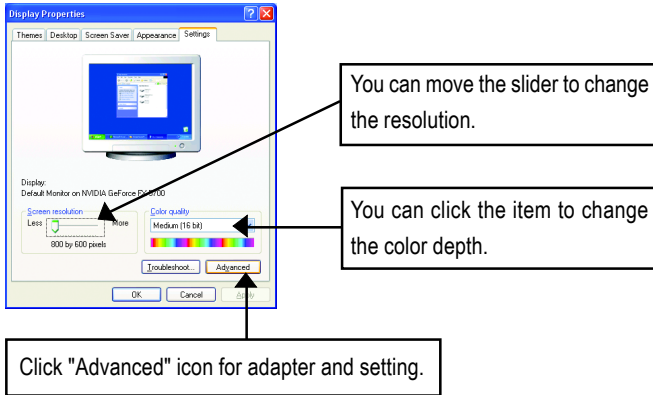 Display Properties
Themes Desktop Screen Saver Appearance Settings
You can move the slider to change
the resolution.
Display:
Default Monitor on NVIDIA GeForce FX 5700
Screen resolution
Less More
800 by 600 pixels
Color quality
Medium (16 bit)
You can click the item to change
the color depth.
Troubleshoot... Advanced
OK Cancel Apply
Click "Advanced" icon for adapter and setting.